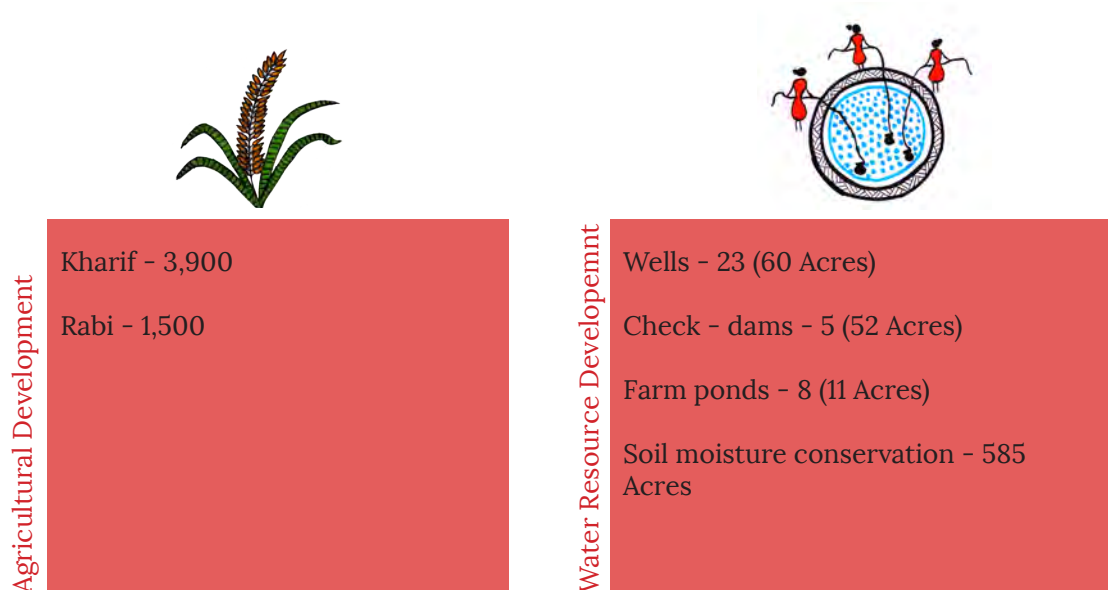 Agricultural Development
Kharif - 3,900
Rabi - 1,500
Water Resource Developemnt
Wells - 23 (60 Acres)
Check - dams - 5 (52 Acres)
Farm ponds - 8 (11 Acres)
Soil moisture conservation - 585
Acres